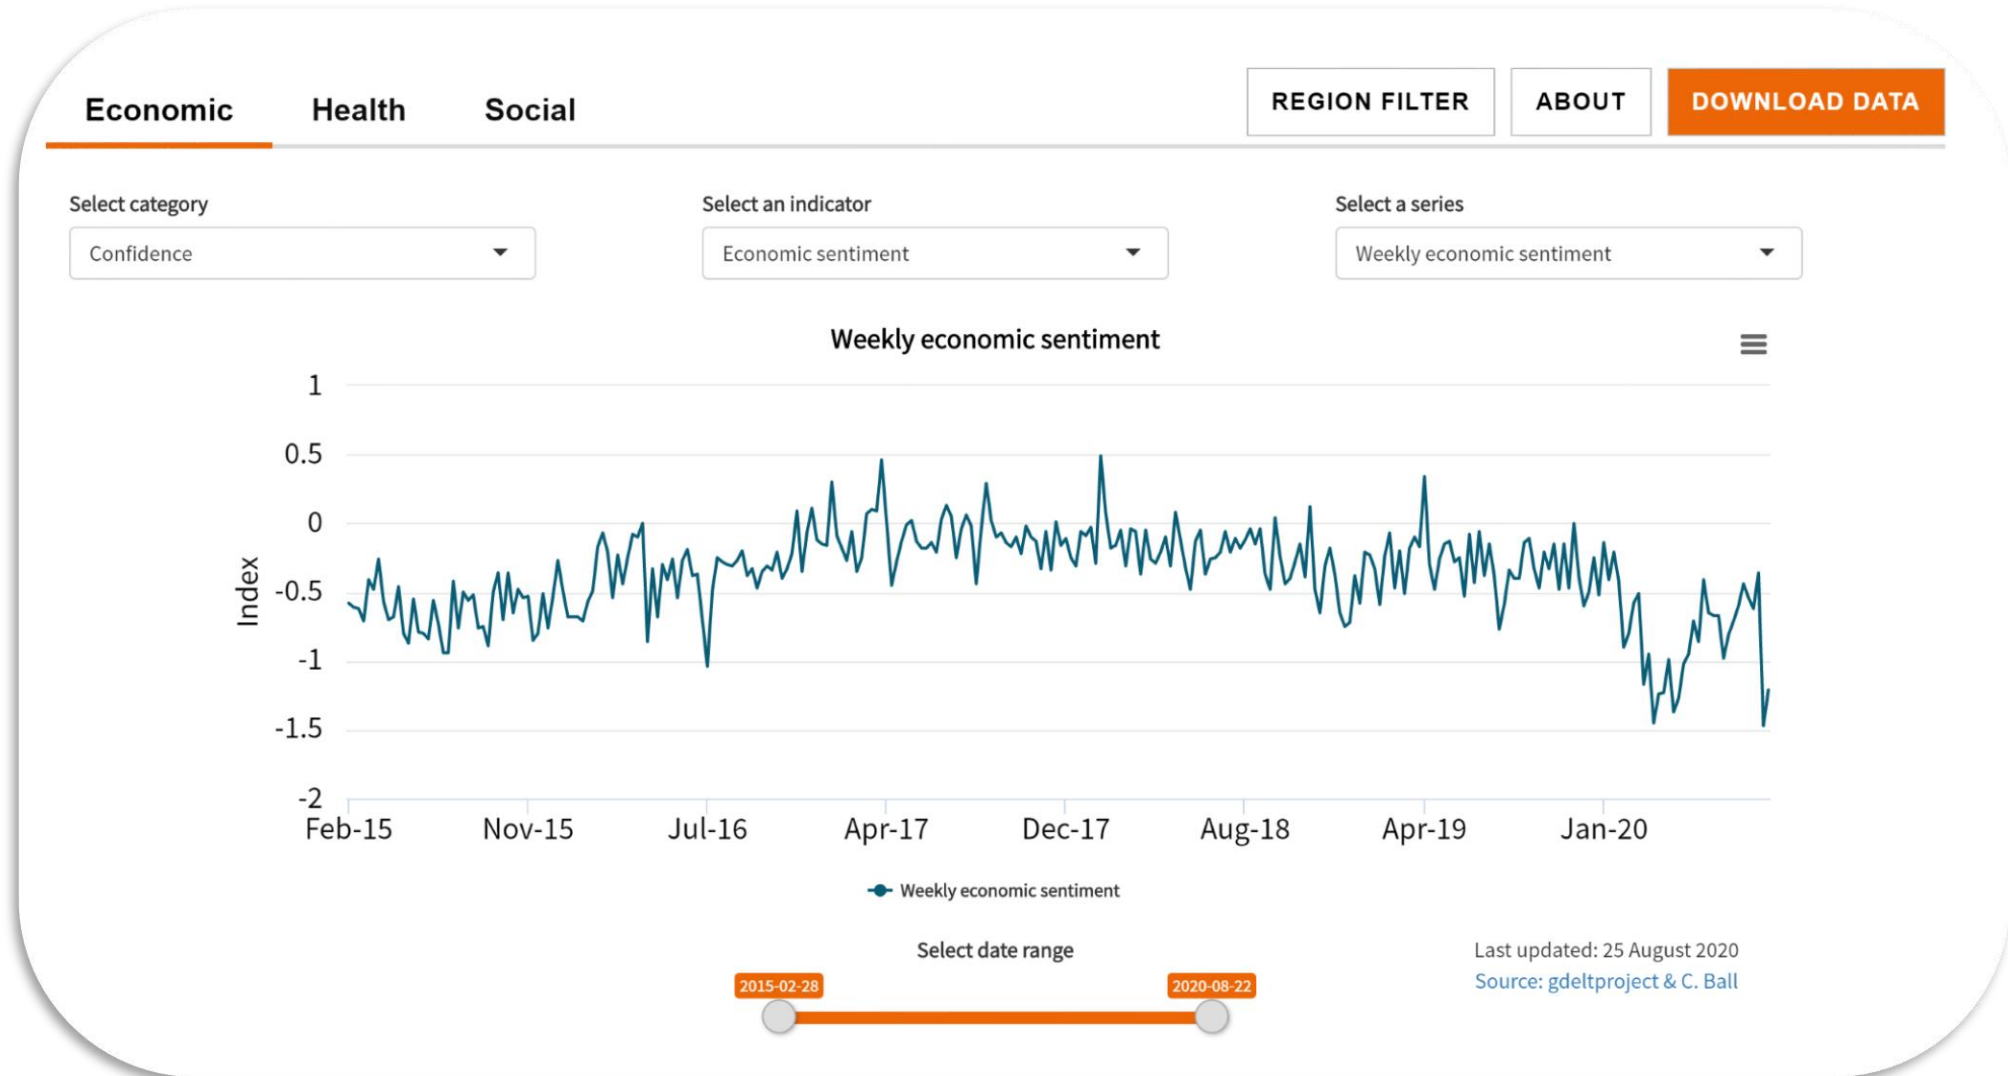 Economic Health Social REGION FILTER ABOUT DOWNLOAD DATA
Select category Select an indicator Select a series
Confidence Economic sentiment Weekly economic sentiment
Weekly economic sentiment
1
0.5
0
-0.5
-1
-1.5
-2
Index
Feb-15 Nov-15 Jul-16 Apr-17 Dec-17 Aug-18 Apr-19 Jan-20
Weekly economic sentiment
Select date range
2015-02-28 2020-08-22
Last updated: 25 August 2020
Source: gdeltproject & C. Ball